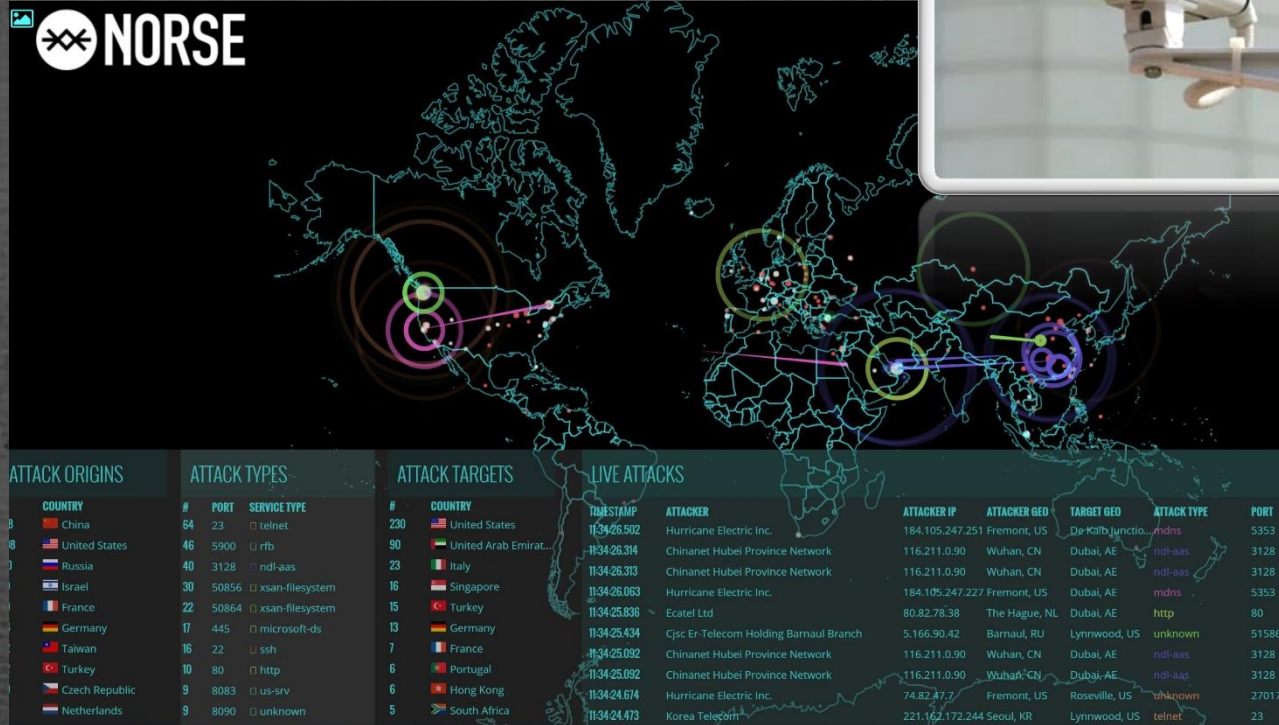 NORSE
ATTACK ORIGINS
COUNTRY
China
United States
Russia
Israel
France
Germany
Taiwan
Turkey
Czech Republic
Netherlands
ATTACK TYPES
# PORT SERVICE TYPE
64 23 telnet
46 5900 rfb
40 3128 ndl-aas
30 50856 xsan-filesystem
22 50864 xsan-filesystem
17 445 microsoft-ds
16 22 ssh
10 80 http
9 8083 us-srv
9 8090 unknown
ATTACK TARGETS
# COUNTRY
230 United States
90 United Arab Emirat...
23 Italy
16 Singapore
15 Turkey
13 Germany
7 France
6 Portugal
6 Hong Kong
5 South Africa
LIVE ATTACKS
TIMESTAMP ATTACKER ATTACKER IP ATTACKER GEO TARGET GEO ATTACK TYPE PORT
11:34:26.502 Hurricane Electric Inc. 184.105.247.251 Fremont, US De Kalb Junctio... mdns 5353
11:34:26.314 Chinanet Hubei Province Network 116.211.0.90 Wuhan, CN Dubai, AE ndl-aas 3128
11:34:26.313 Chinanet Hubei Province Network 116.211.0.90 Wuhan, CN Dubai, AE ndl-aas 3128
11:34:26.063 Hurricane Electric Inc. 184.105.247.227 Fremont, US Dubai, AE mdns 5353
11:34:25.836 Ecatel Ltd 80.82.78.38 The Hague, NL Dubai, AE http 80
11:34:25.434 Cjsc Er-Telecom Holding Barnaul Branch 5.166.90.42 Barnaul, RU Lynnwood, US unknown 51586
11:34:25.092 Chinanet Hubei Province Network 116.211.0.90 Wuhan, CN Dubai, AE ndl-aas 3128
11:34:25.092 Chinanet Hubei Province Network 116.211.0.90 Wuhan, CN Dubai, AE ndl-aas 3128
11:34:24.674 Hurricane Electric Inc. 74.82.47.7 Fremont, US Roseville, US unknown 27017
11:34:24.473 Korea Telecom 221.162.172.244 Seoul, KR Lynnwood, US telnet 23